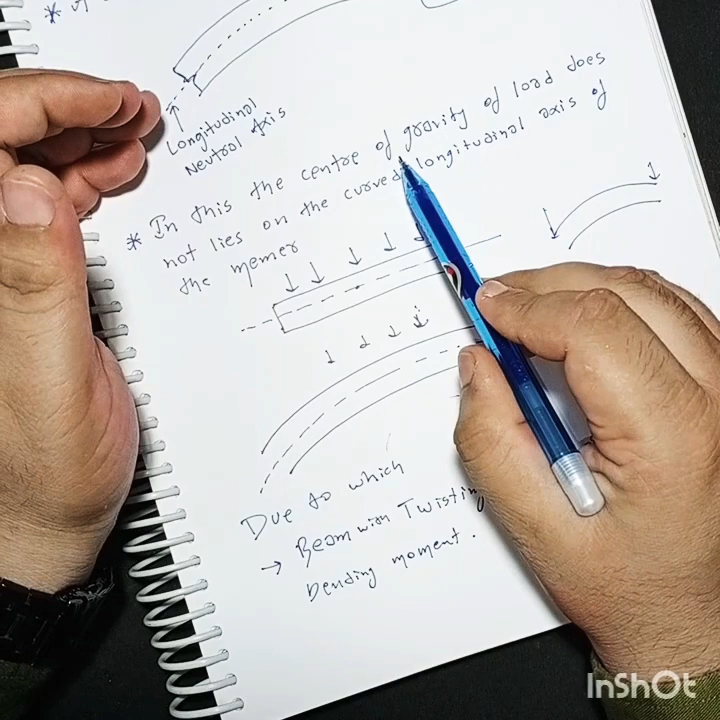 Longitudinal
Neutral Axis
* In this the centre of gravity of load does
not lies on the curved longitudinal axis of
the memer
Due to which
→ Beam with Twisting
bending moment.
InShOt